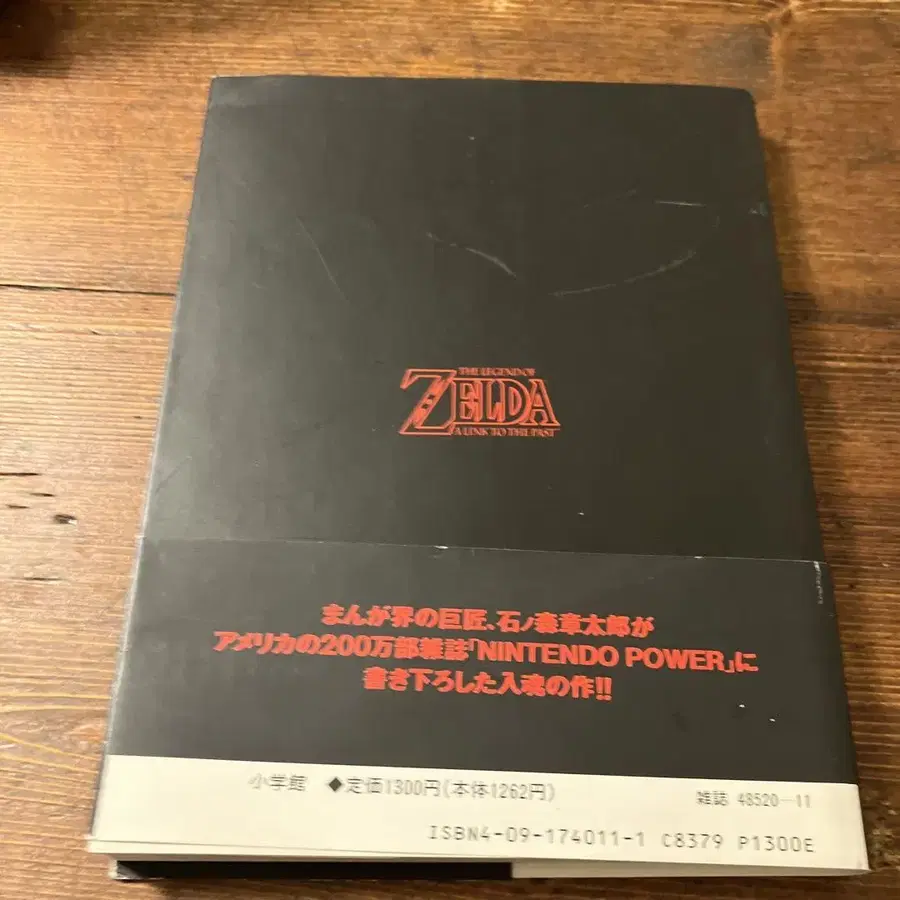 THE LEGEND OF
ZELDA
A LINK TO THE PAST
まんが界の巨匠、石ノ森章太郎が
アメリカの200万部雑誌「NINTENDO POWER」に
書き下ろした入魂の作!!
小学館 ◆定価1300円(本体1262円)
雑誌 48520-11
ISBN4-09-174011-1 C8379 P1300E